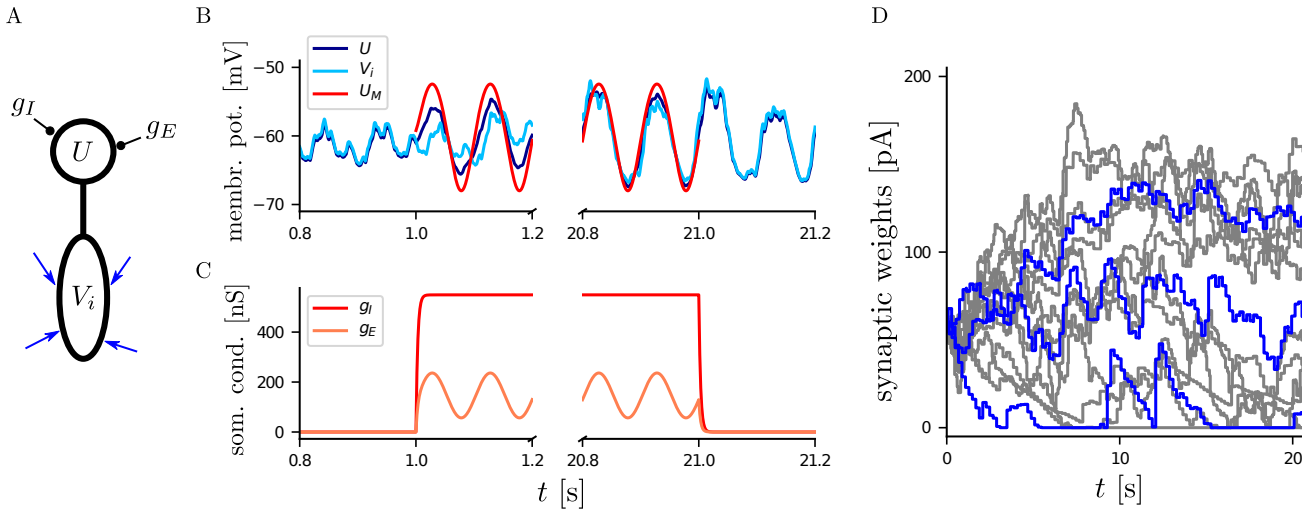 A
g_I
g_E
U
V_i
B
membr. pot. [mV]
−50
−60
−70
U
V_i
U_M
0.8
1.0
1.2
20.8
21.0
21.2
C
som. cond. [nS]
400
200
0
g_I
g_E
0.8
1.0
1.2
20.8
21.0
21.2
t [s]
D
synaptic weights [pA]
200
100
0
0
10
20
t [s]